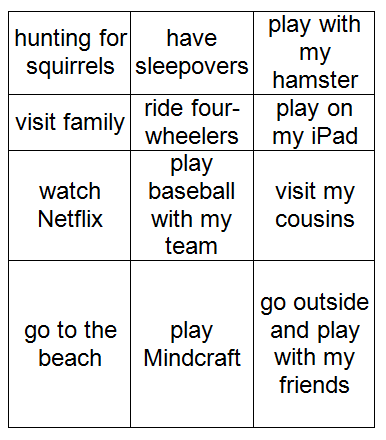 hunting for
squirrels
have
sleepovers
play with
my
hamster
visit family
ride four-
wheelers
play on
my iPad
watch
Netflix
play
baseball
with my
team
visit my
cousins
go to the
beach
play
Mindcraft
go outside
and play
with my
friends